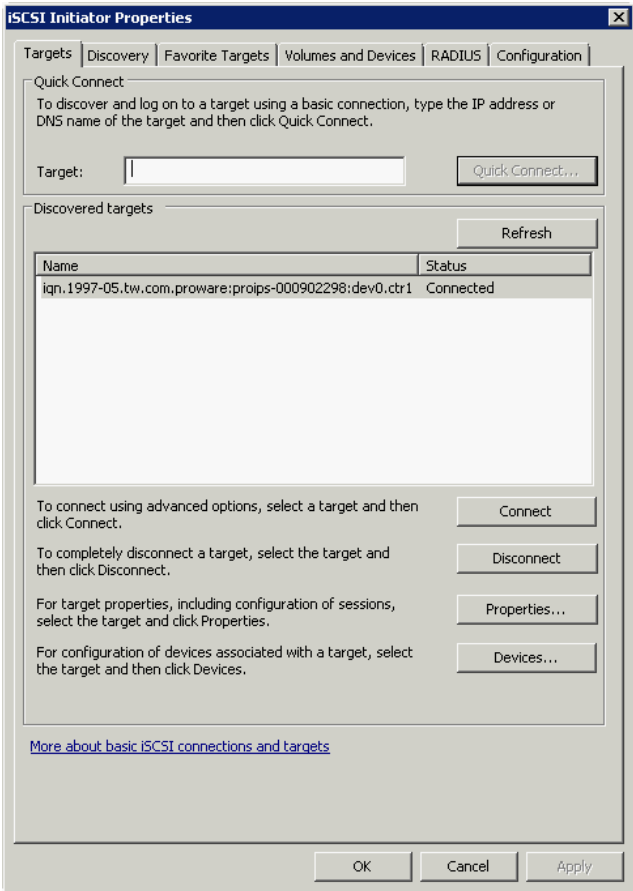 iSCSI Initiator Properties
Targets Discovery Favorite Targets Volumes and Devices RADIUS Configuration
Quick Connect
To discover and log on to a target using a basic connection, type the IP address or
DNS name of the target and then click Quick Connect.
Target: Quick Connect...
Discovered targets
Refresh
Name Status
iqn.1997-05.tw.com.proware:proips-000902298:dev0.ctr1 Connected
To connect using advanced options, select a target and then
click Connect.
Connect
To completely disconnect a target, select the target and
then click Disconnect.
Disconnect
For target properties, including configuration of sessions,
select the target and click Properties.
Properties...
For configuration of devices associated with a target, select
the target and then click Devices.
Devices...
More about basic iSCSI connections and targets
OK Cancel Apply